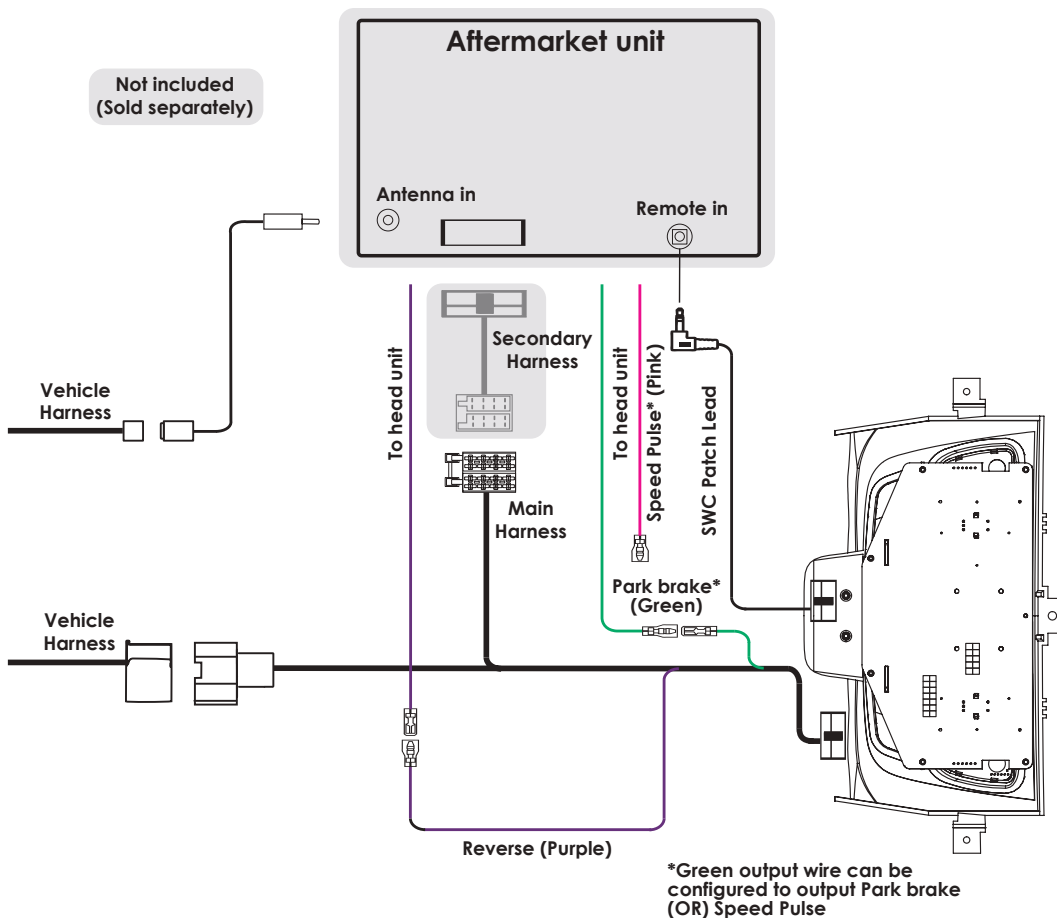 Aftermarket unit
Not included
(Sold separately)
Antenna in
Remote in
Secondary
Harness
To head unit
To head unit
Speed Pulse* (Pink)
SWC Patch Lead
Vehicle
Harness
Main
Harness
Park brake*
(Green)
Vehicle
Harness
Reverse (Purple)
*Green output wire can be
configured to output Park brake
(OR) Speed Pulse